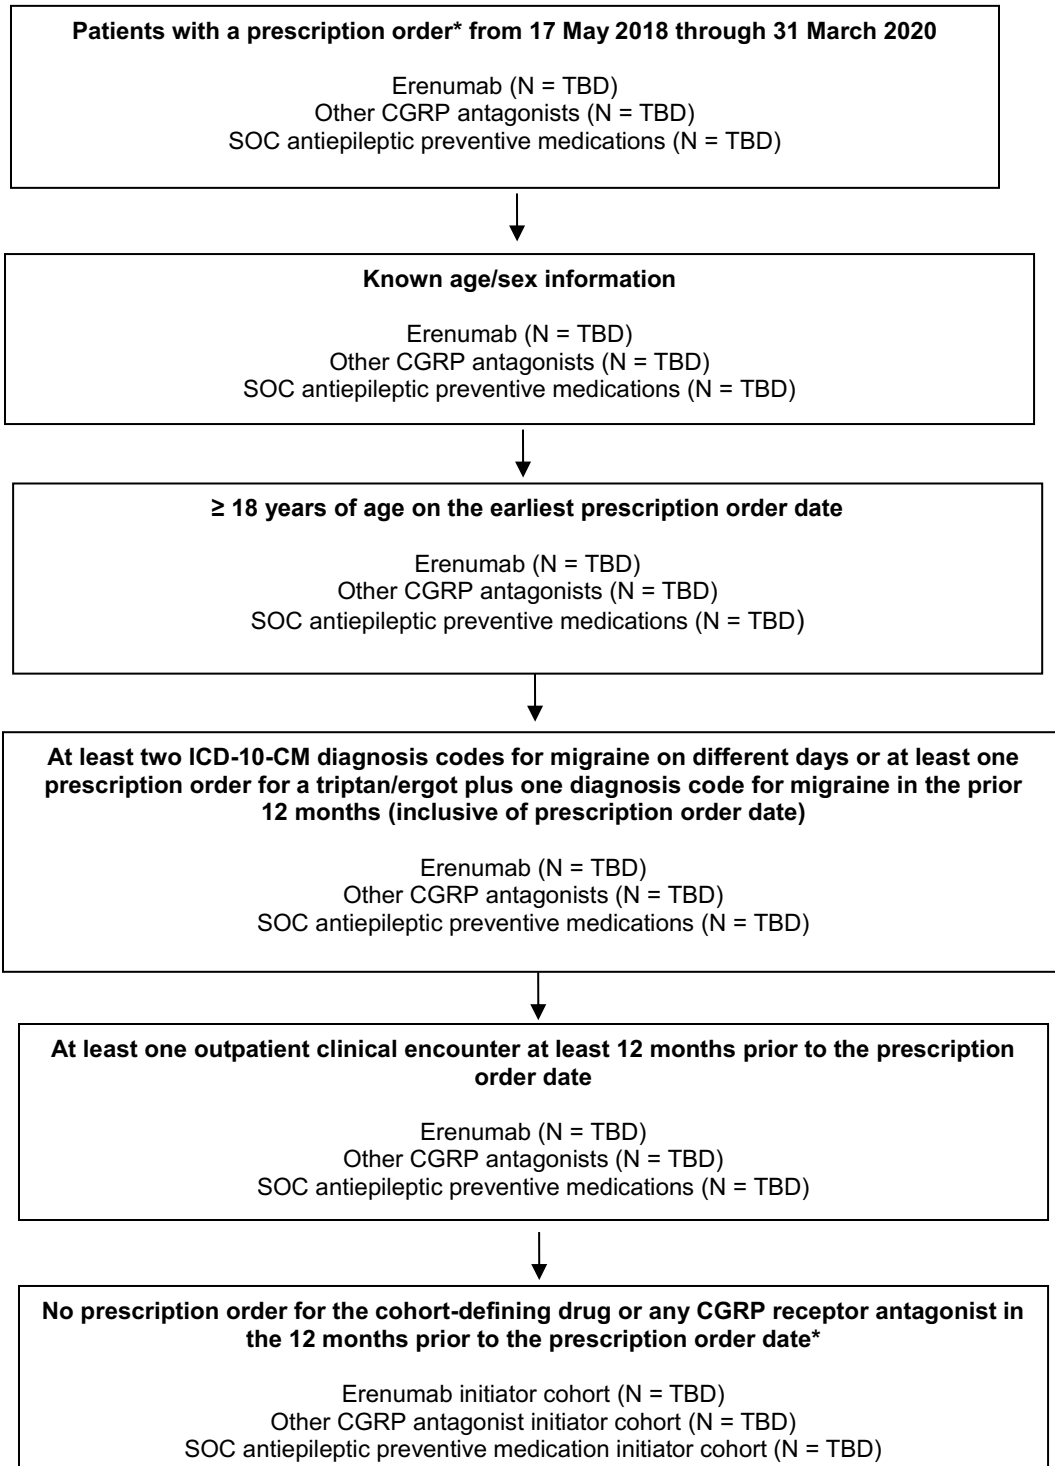 Patients with a prescription order* from 17 May 2018 through 31 March 2020
Erenumab (N = TBD)
Other CGRP antagonists (N = TBD)
SOC antiepileptic preventive medications (N = TBD)
Known age/sex information
Erenumab (N = TBD)
Other CGRP antagonists (N = TBD)
SOC antiepileptic preventive medications (N = TBD)
≥ 18 years of age on the earliest prescription order date
Erenumab (N = TBD)
Other CGRP antagonists (N = TBD)
SOC antiepileptic preventive medications (N = TBD)
At least two ICD-10-CM diagnosis codes for migraine on different days or at least one
prescription order for a triptan/ergot plus one diagnosis code for migraine in the prior
12 months (inclusive of prescription order date)
Erenumab (N = TBD)
Other CGRP antagonists (N = TBD)
SOC antiepileptic preventive medications (N = TBD)
At least one outpatient clinical encounter at least 12 months prior to the prescription
order date
Erenumab (N = TBD)
Other CGRP antagonists (N = TBD)
SOC antiepileptic preventive medications (N = TBD)
No prescription order for the cohort-defining drug or any CGRP receptor antagonist in
the 12 months prior to the prescription order date*
Erenumab initiator cohort (N = TBD)
Other CGRP antagonist initiator cohort (N = TBD)
SOC antiepileptic preventive medication initiator cohort (N = TBD)